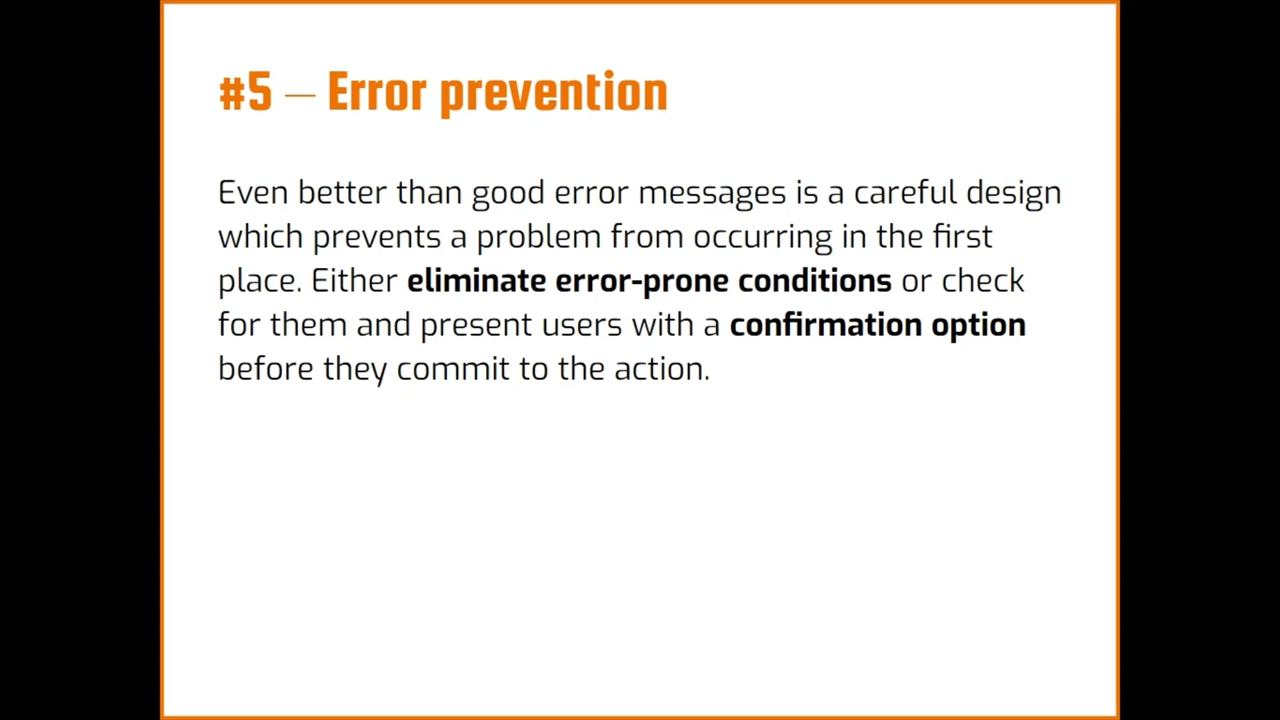 #5 — Error prevention
Even better than good error messages is a careful design
which prevents a problem from occurring in the first
place. Either eliminate error-prone conditions or check
for them and present users with a confirmation option
before they commit to the action.